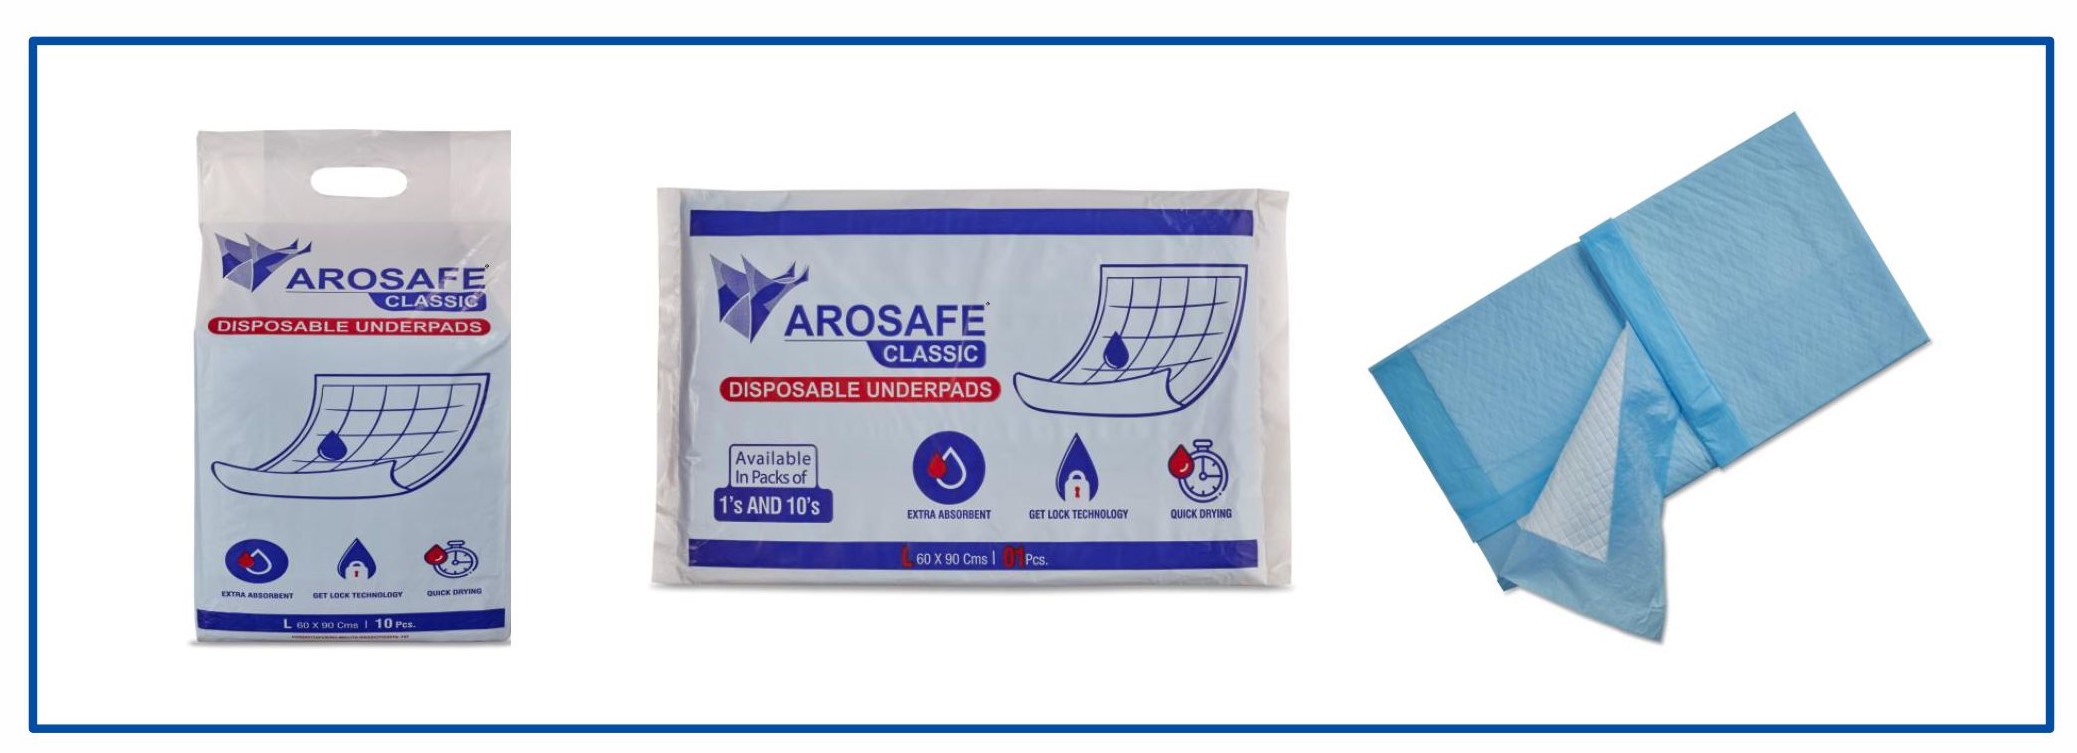 AROSAFE
CLASSIC
DISPOSABLE UNDERPADS
EXTRA ABSORBENT
GET LOCK TECHNOLOGY
QUICK DRYING
L 60 X 90 Cms | 10 Pcs.
AROSAFE
CLASSIC
DISPOSABLE UNDERPADS
Available
In Packs of
1's AND 10's
EXTRA ABSORBENT
GET LOCK TECHNOLOGY
QUICK DRYING
L 60 X 90 Cms | 01 Pcs.